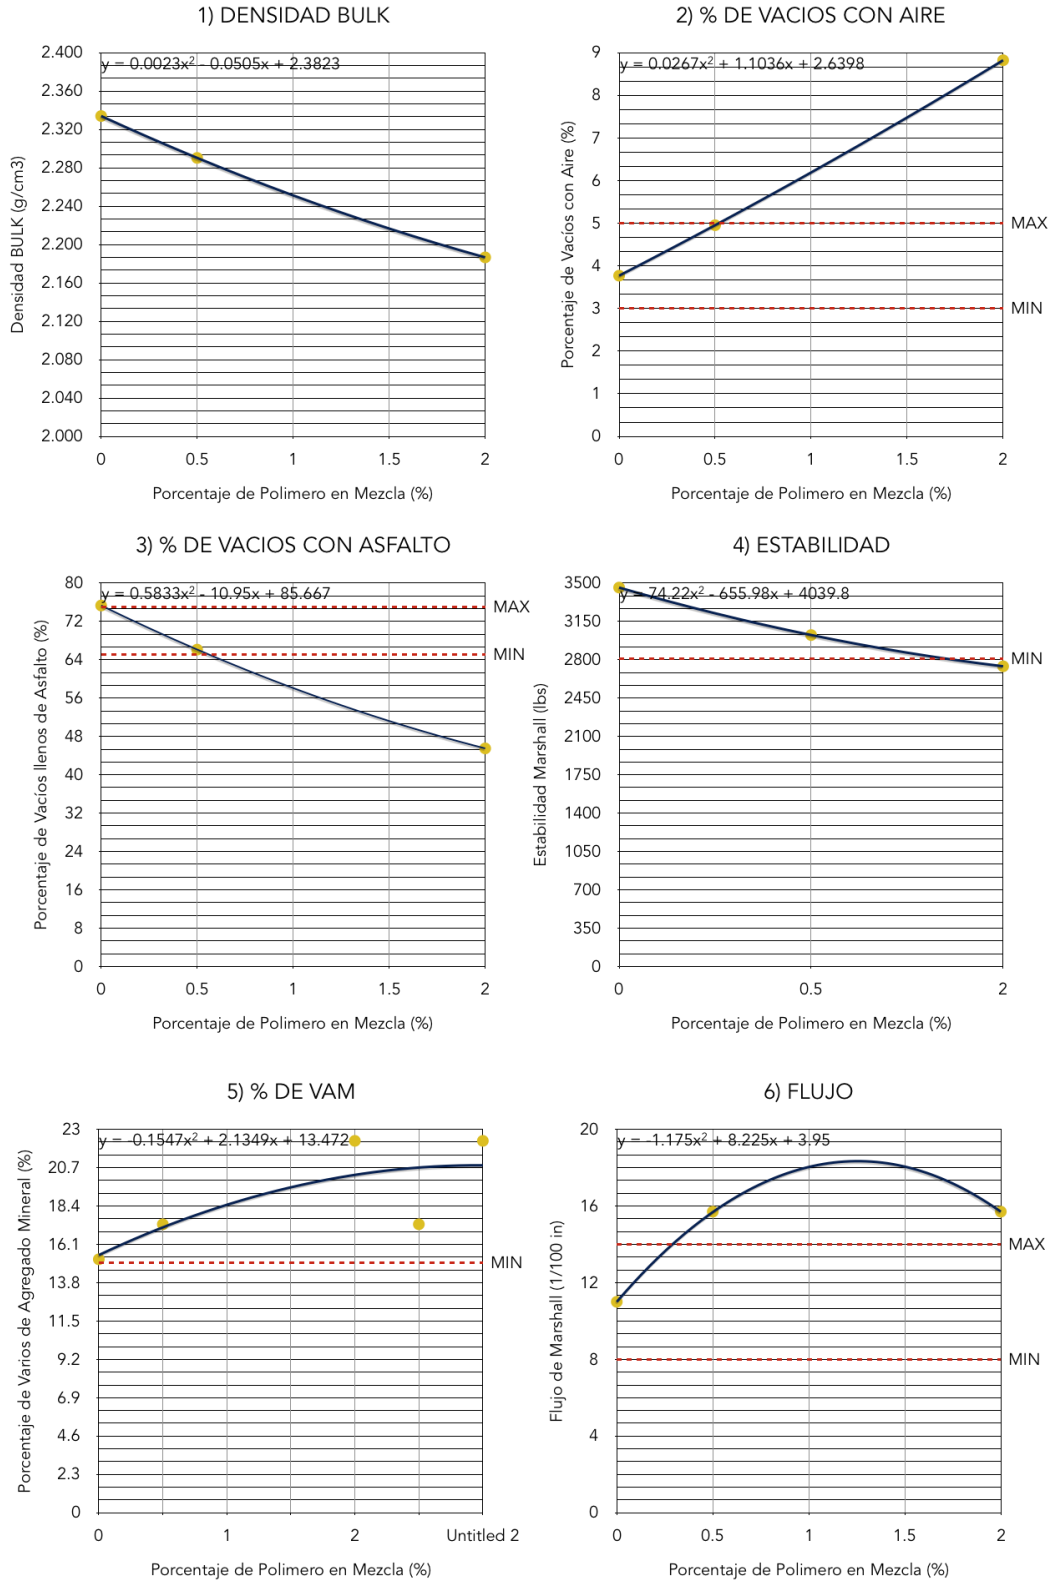 1) DENSIDAD BULK
y = 0.0023x² - 0.0505x + 2.3823
Densidad BULK (g/cm3)
2.400
2.360
2.320
2.280
2.240
2.200
2.160
2.120
2.080
2.040
2.000
0 0.5 1 1.5 2
Porcentaje de Polimero en Mezcla (%)
2) % DE VACIOS CON AIRE
y = 0.0267x² + 1.1036x + 2.6398
Porcentaje de Vacíos con Aire (%)
9
8
7
6
5
4
3
2
1
0
MAX
MIN
0 0.5 1 1.5 2
Porcentaje de Polimero en Mezcla (%)
3) % DE VACIOS CON ASFALTO
y = 0.5833x² - 10.95x + 85.667
Porcentaje de Vacíos llenos de Asfalto (%)
80
72
64
56
48
40
32
24
16
8
0
MAX
MIN
0 0.5 1 1.5 2
Porcentaje de Polimero en Mezcla (%)
4) ESTABILIDAD
y = 74.22x² - 655.98x + 4039.8
Estabilidad Marshall (lbs)
3500
3150
2800
2450
2100
1750
1400
1050
700
350
0
MIN
0 0.5 2
Porcentaje de Polimero en Mezcla (%)
5) % DE VAM
y = -0.1547x² + 2.1349x + 13.472
Porcentaje de Varios de Agregado Mineral (%)
23
20.7
18.4
16.1
13.8
11.5
9.2
6.9
4.6
2.3
0
MIN
0 1 2 Untitled 2
Porcentaje de Polimero en Mezcla (%)
6) FLUJO
y = -1.175x² + 8.225x + 3.95
Flujo de Marshall (1/100 in)
20
16
12
8
4
0
MAX
MIN
0 0.5 1 1.5 2
Porcentaje de Polimero en Mezcla (%)